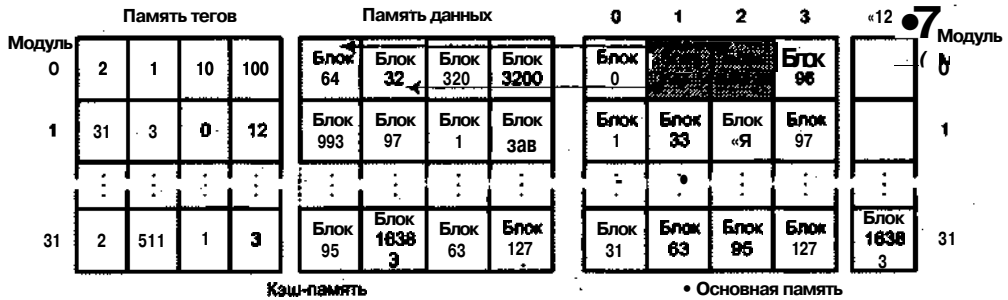 Память тегов Память данных 0 1 2 3 «12 •7
Модуль Модуль
0 2 1 10 100 Блок 64 Блок 32 Блок 320 Блок 3200 Блок 0 Блок 96 0
1 31 3 0 12 Блок 993 Блок 97 Блок 1 Блок зав Блок 1 Блок 33 Блок «Я Блок 97 1
31 2 511 1 3 Блок 95 Блок 1638 3 Блок 63 Блок 127 Блок 31 Блок 63 Блок 95 Блок 127 Блок 1638 3 31
Кэш-память • Основная память